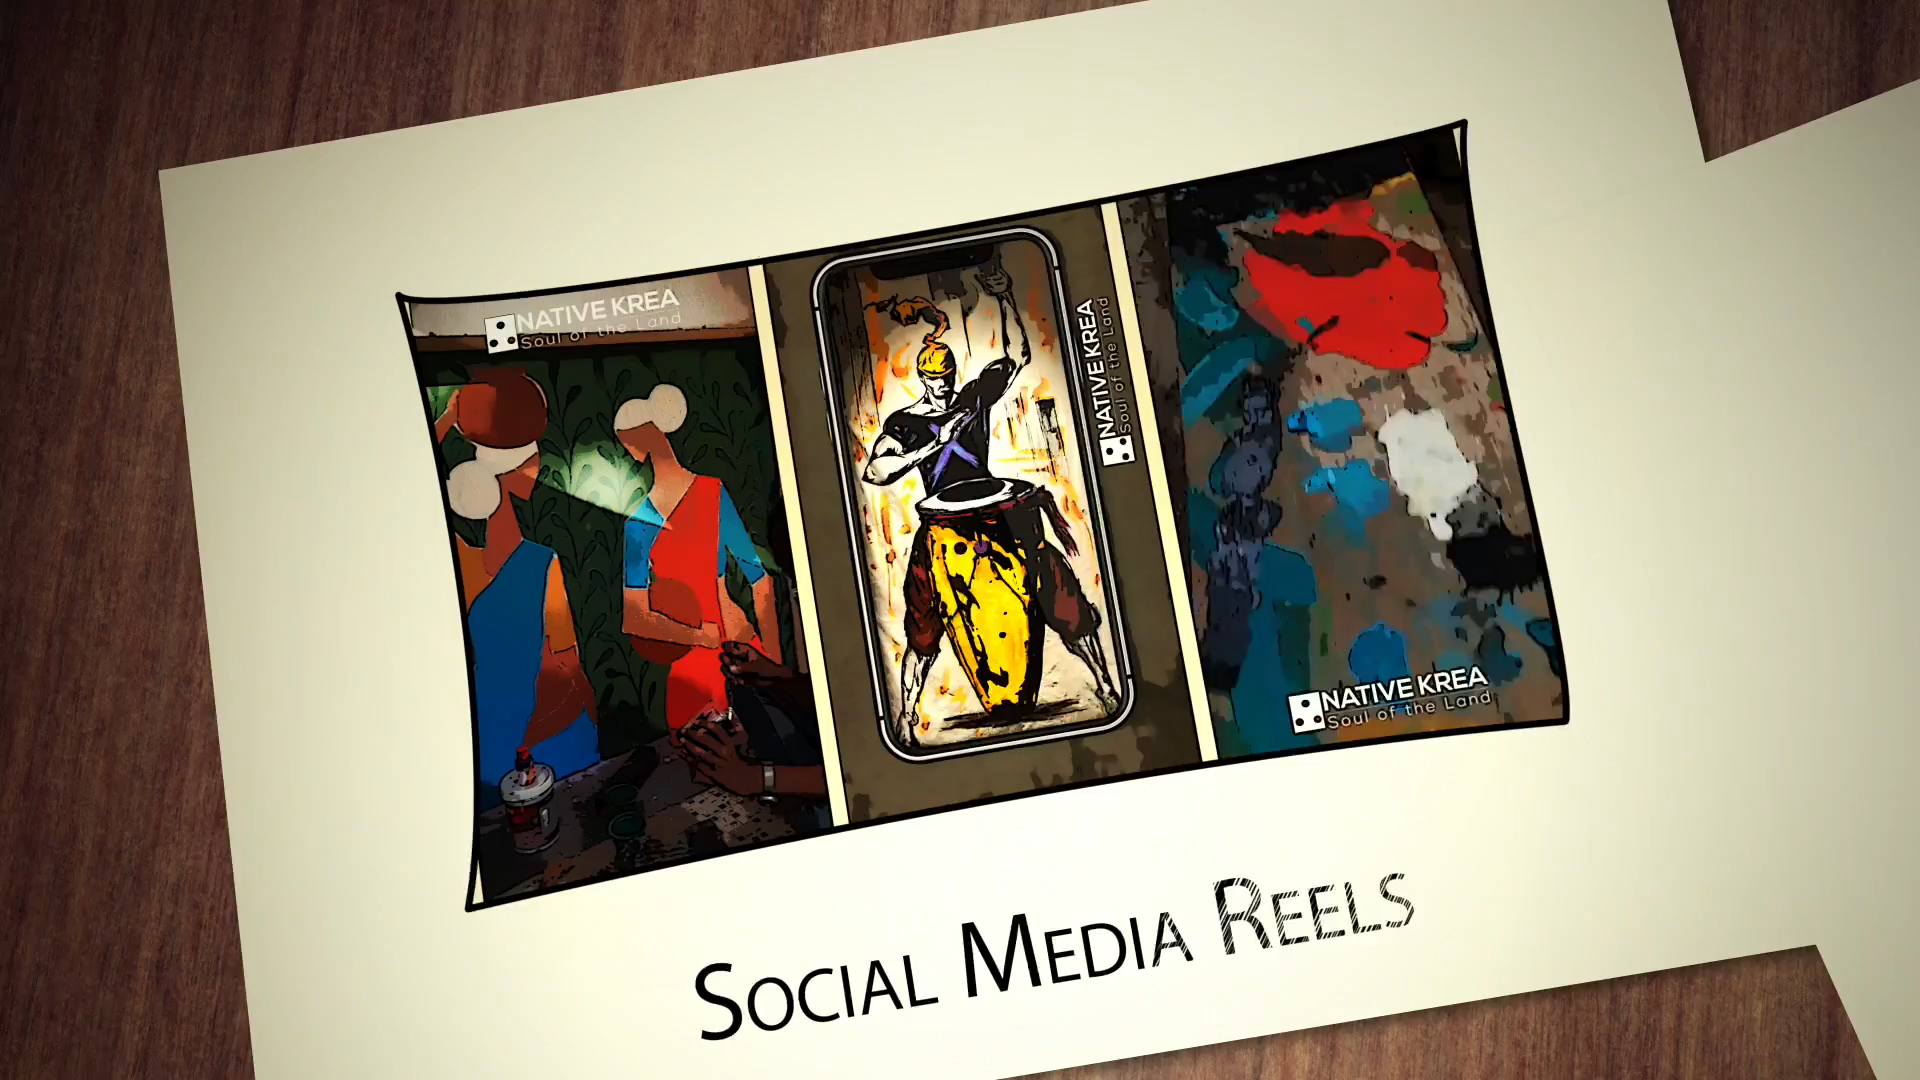 NATIVE KREA
Soul of the Land
NATIVE KREA
Soul of the Land
NATIVE KREA
Soul of the Land
SOCIAL MEDIA REELS